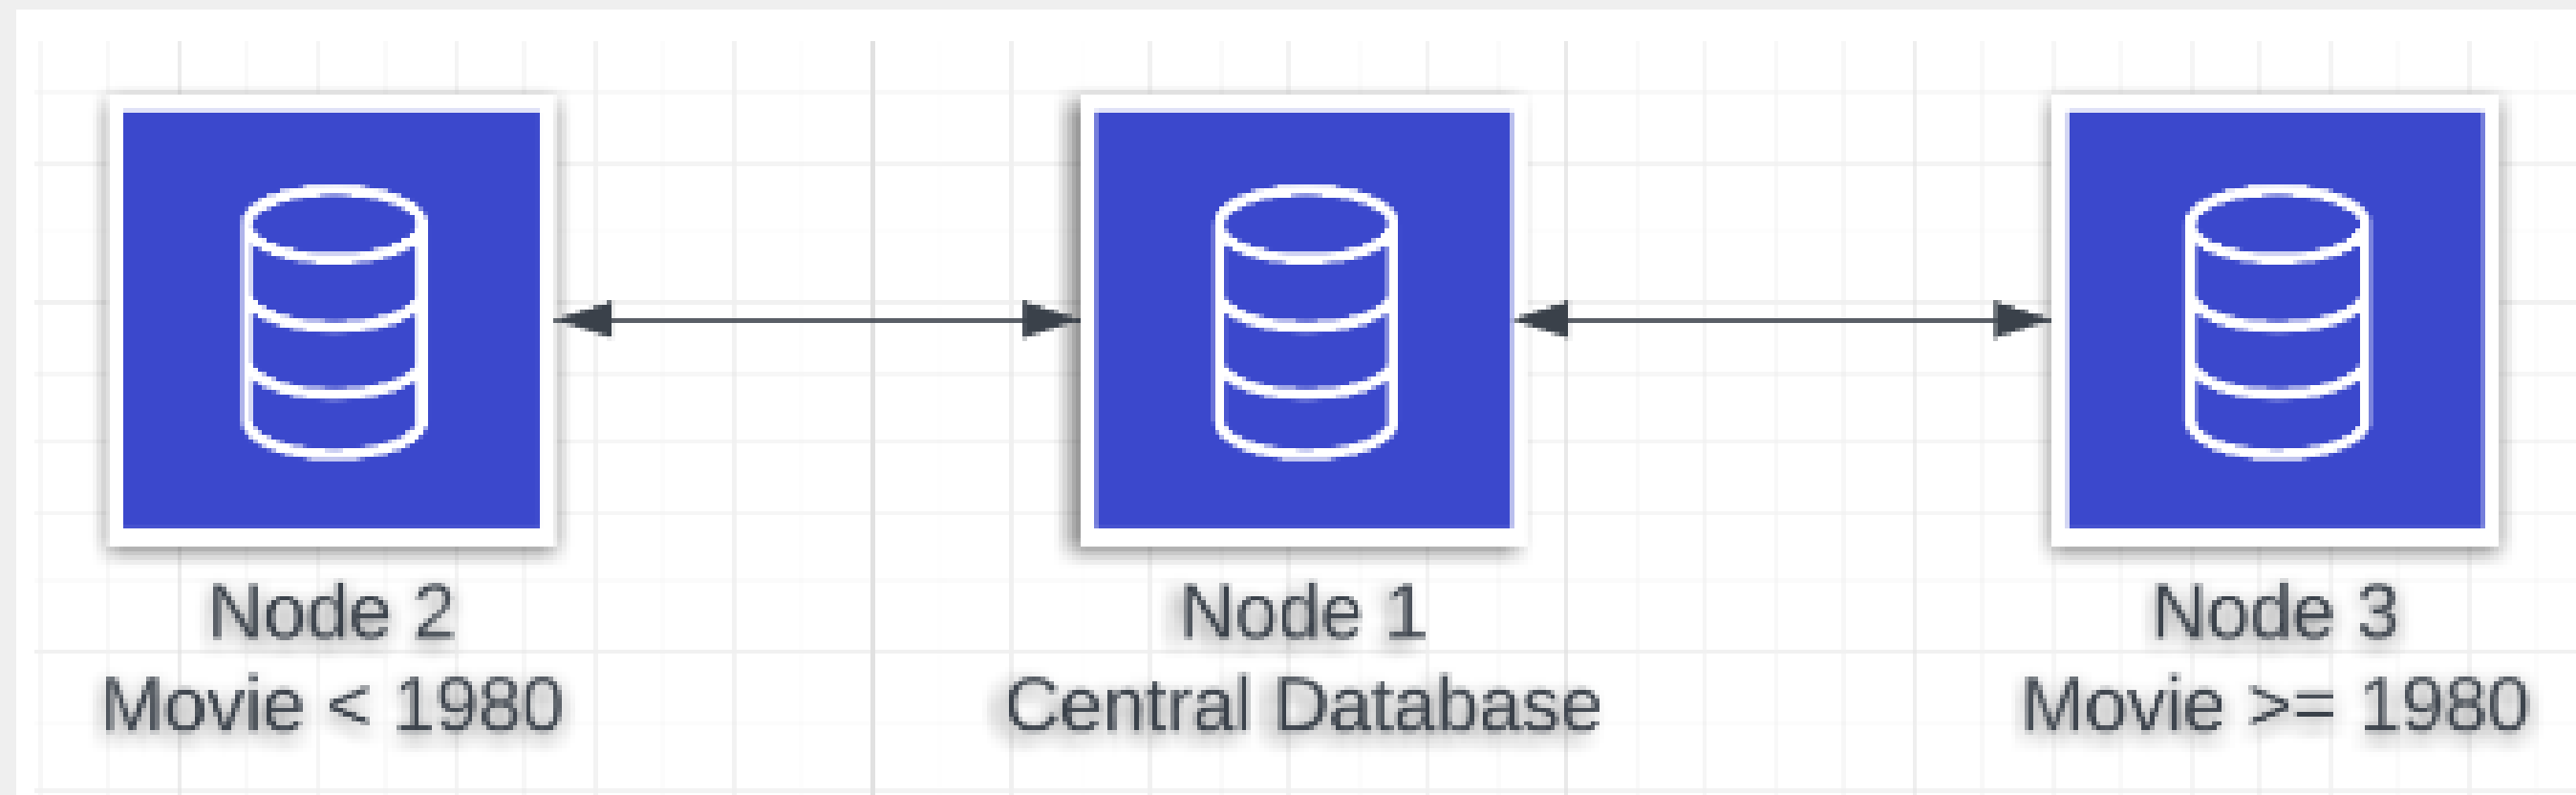 Node 2
Movie < 1980
Node 1
Central Database
Node 3
Movie >= 1980